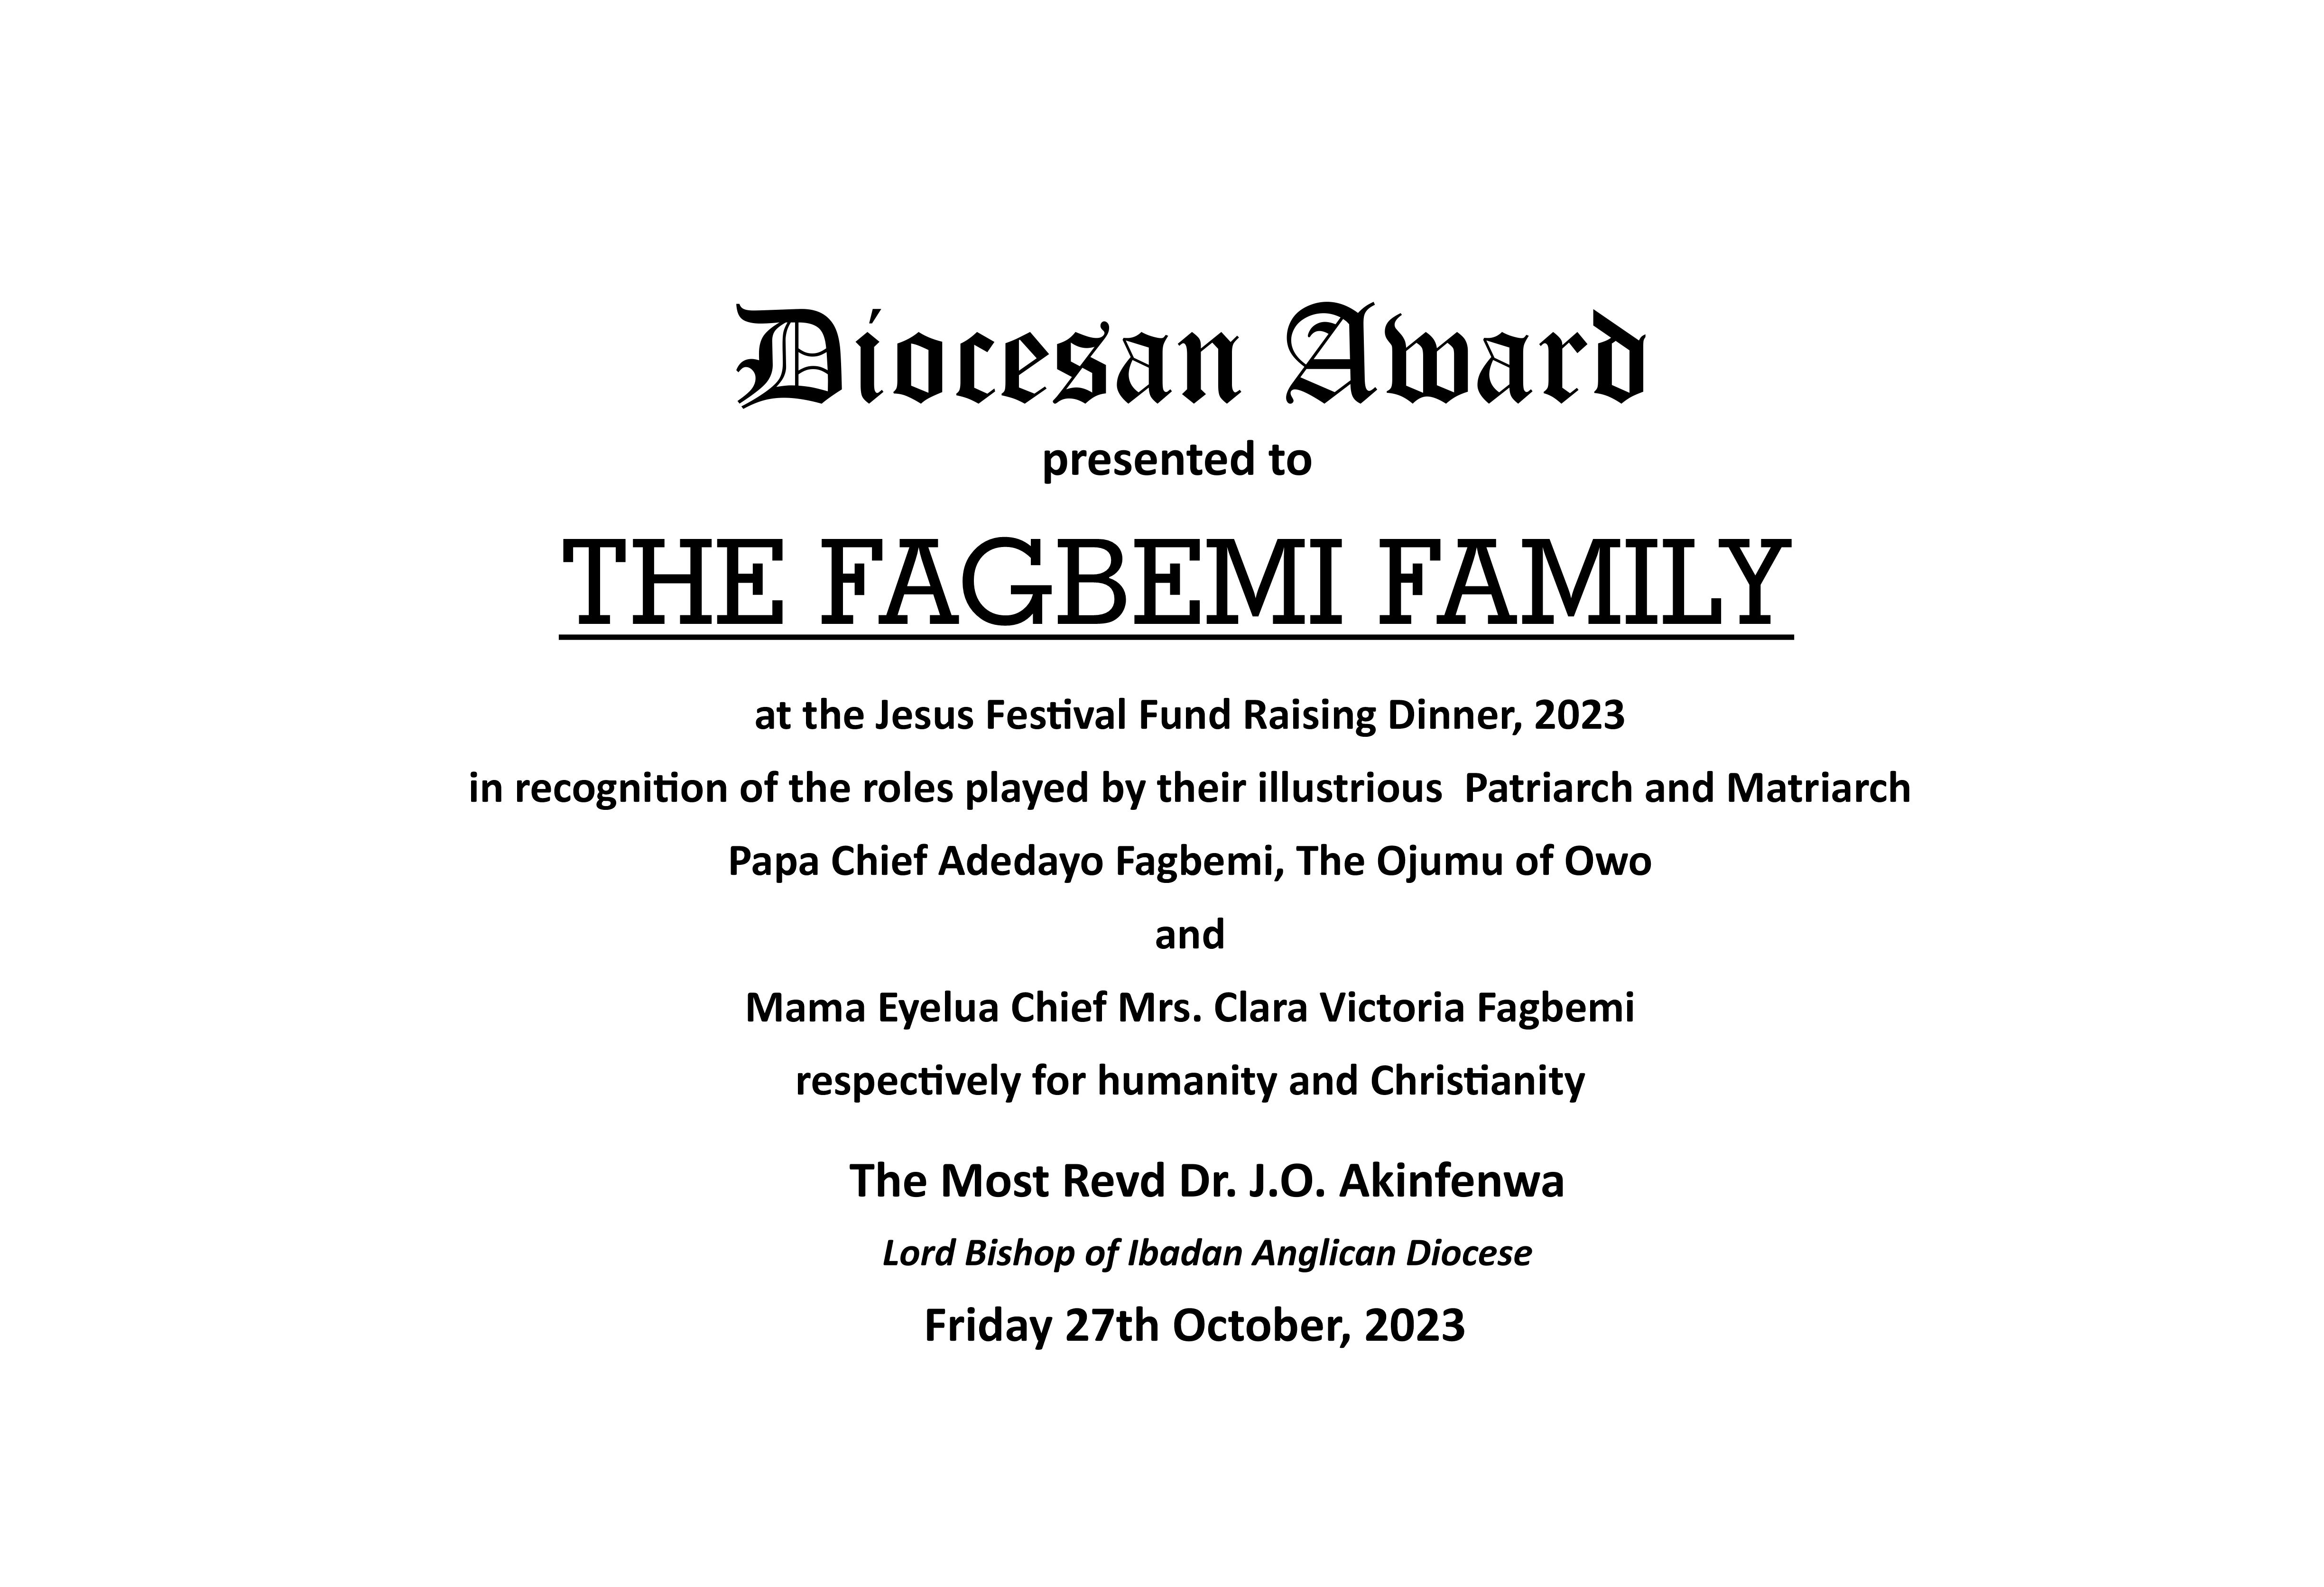 Diocesan Award
presented to
THE FAGBEMI FAMILY
at the Jesus Festival Fund Raising Dinner, 2023
in recognition of the roles played by their illustrious  Patriarch and Matriarch
Papa Chief Adedayo Fagbemi, The Ojumu of Owo
and
Mama Eyelua Chief Mrs. Clara Victoria Fagbemi
respectively for humanity and Christianity
The Most Revd Dr. J.O. Akinfenwa
Lord Bishop of Ibadan Anglican Diocese
Friday 27th October, 2023